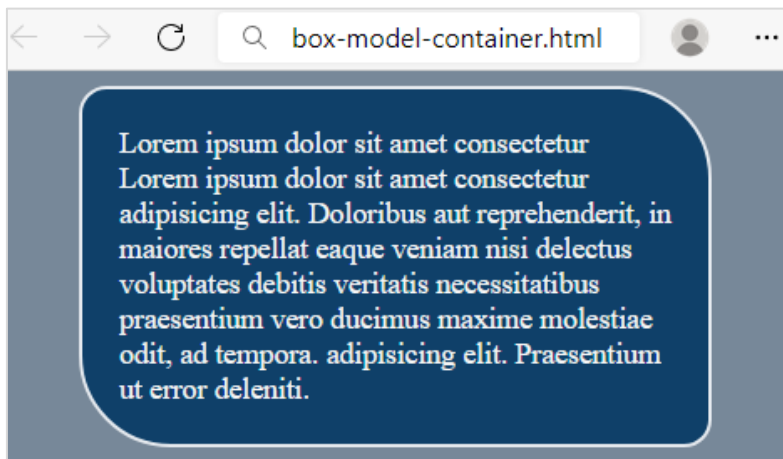 box-model-container.html
Lorem ipsum dolor sit amet consectetur
Lorem ipsum dolor sit amet consectetur
adipisicing elit. Doloribus aut reprehenderit, in
maiores repellat eaque veniam nisi delectus
voluptates debitis veritatis necessitatibus
praesentium vero ducimus maxime molestiae
odit, ad tempora. adipisicing elit. Praesentium
ut error deleniti.